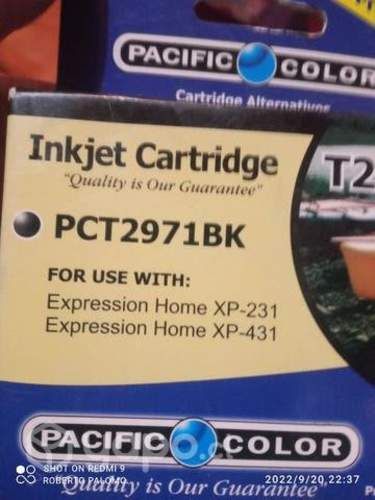 PACIFIC COLOR
Cartridge Alternatives
Inkjet Cartridge
"Quality is Our Guarantee"
T2
PCT2971BK
FOR USE WITH:
Expression Home XP-231
Expression Home XP-431
PACIFIC COLOR
"Quality is Our Guarantee"
SHOT ON REDMI 9
ROBERTO PALOMO
2022/9/20 22:37